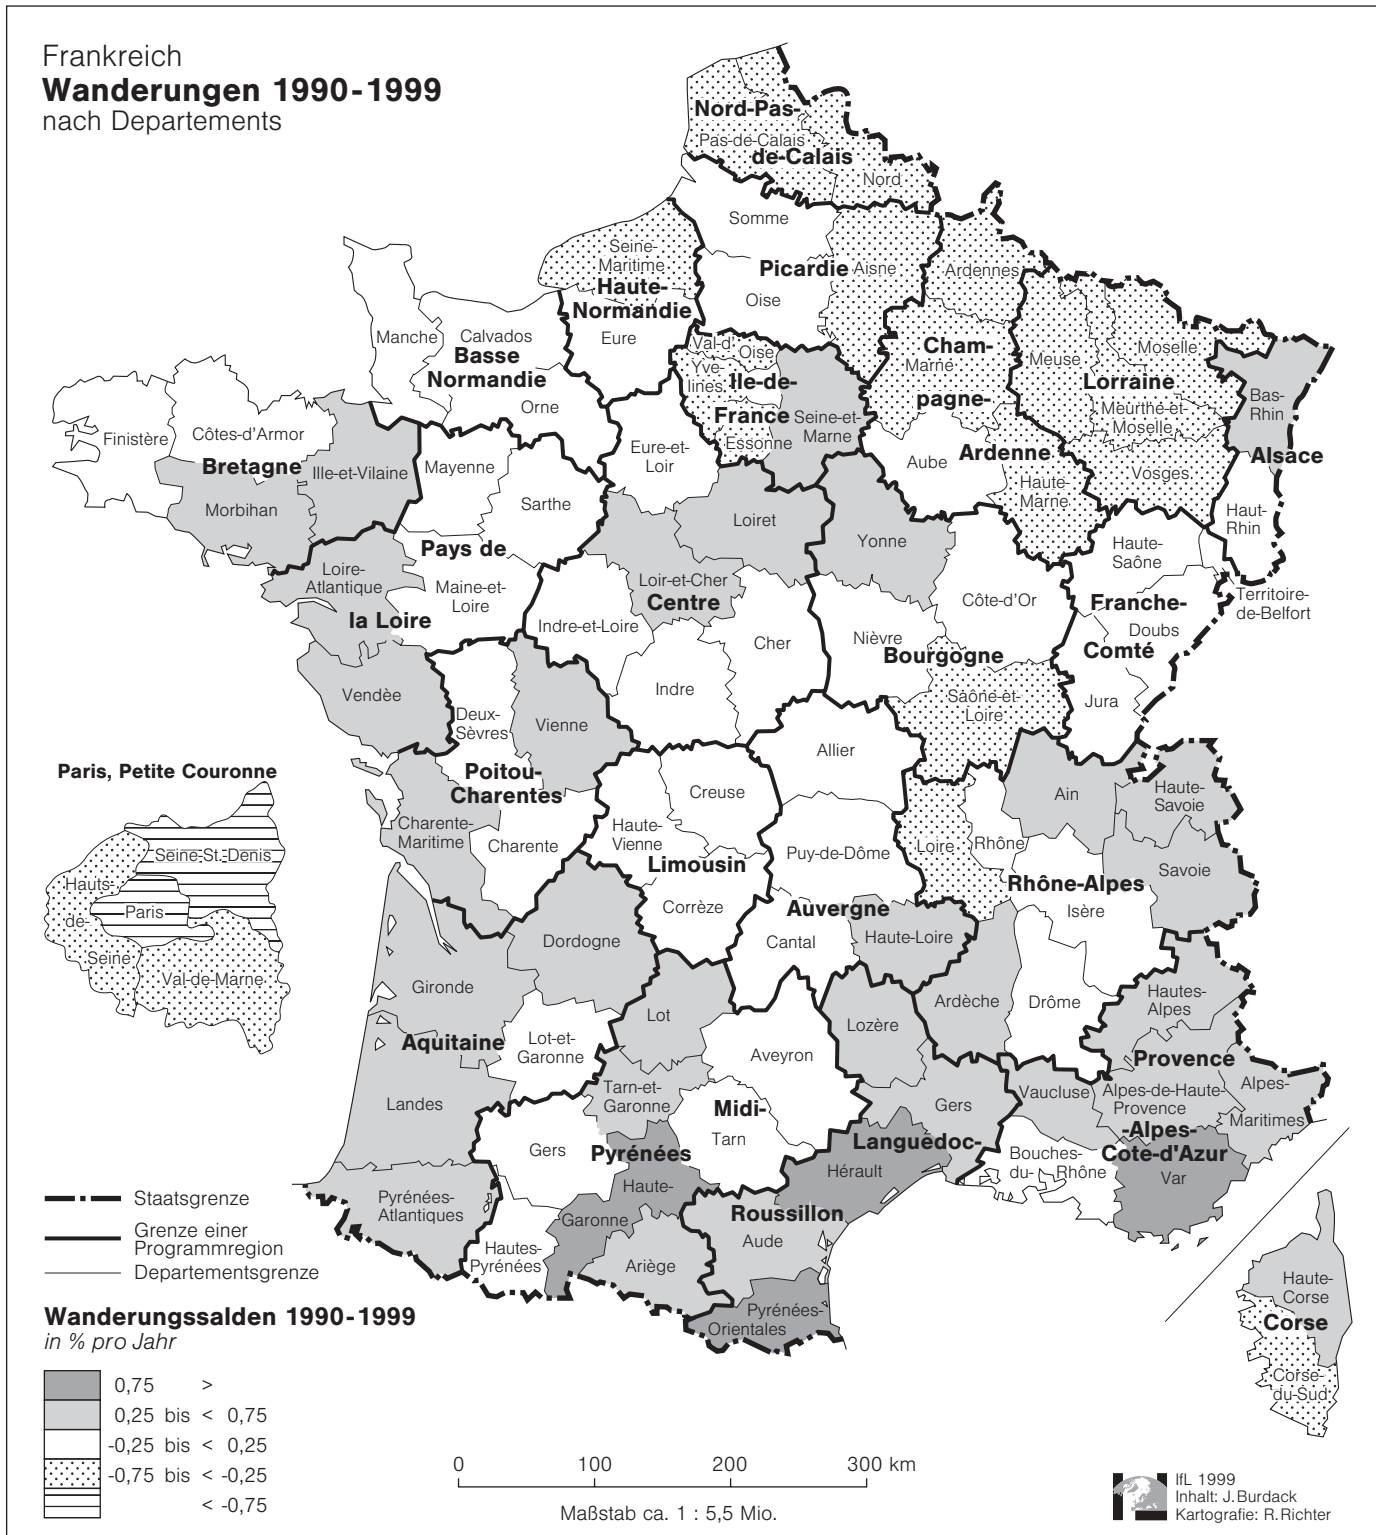 Frankreich
Wanderungen 1990-1999
nach Departements
Nord-Pas-
Pas-de-Calais
de-Calais
Nord
Somme
Seine-
Maritime
Picardie
Aisne
Ardennes
Haute-
Normandie
Oise
Eure
Manche
Calvados
Basse
Normandie
Orne
Val-d'
Oise
Yve-
lines
Ile-de-
France
Seine-et-
Marne
Essonne
Cham-
Marne
pagne-
Ardenne
Aube
Haute-
Marne
Meuse
Moselle
Lorraine
Meurthe-et-
Moselle
Vosges
Bas-
Rhin
Alsace
Haut-
Rhin
Finistère
Côtes-d'Armor
Bretagne
Ille-et-Vilaine
Morbihan
Mayenne
Sarthe
Eure-et-
Loir
Loiret
Yonne
Pays de
Loire-
Atlantique
Maine-et-
Loire
la Loire
Loir-et-Cher
Centre
Indre-et-Loire
Cher
Indre
Côte-d'Or
Nièvre
Bourgogne
Saône-et-
Loire
Haute-
Saône
Territoire-
de-Belfort
Franche-
Doubs
Comté
Jura
Vendèe
Deux-
Sèvres
Vienne
Poitou-
Charentes
Charente-
Maritime
Charente
Allier
Creuse
Haute-
Vienne
Limousin
Corrèze
Puy-de-Dôme
Auvergne
Cantal
Haute-Loire
Loire
Rhône
Ain
Haute-
Savoie
Savoie
Rhône-Alpes
Isère
Ardèche
Drôme
Paris, Petite Couronne
Seine-St.-Denis
Hauts-
de-
Seine
Paris
Val-de-Marne
Dordogne
Gironde
Aquitaine
Lot-et-
Garonne
Landes
Pyrénées-
Atlantiques
Lot
Aveyron
Tarn-et-
Garonne
Midi-
Tarn
Gers
Pyrénées
Haute-
Garonne
Hautes-
Pyrénées
Ariège
Lozère
Gers
Languedoc-
Hérault
Roussillon
Aude
Pyrénées-
Orientales
Hautes-
Alpes
Provence
Vaucluse
Alpes-de-Haute-
Provence
Alpes-
Maritimes
-Alpes-
Cote-d'Azur
Bouches-
du-
Rhône
Var
Haute-
Corse
Corse
Corse-
du-Sud
Staatsgrenze
Grenze einer
Programmregion
Departementsgrenze
Wanderungssalden 1990-1999
in % pro Jahr
0,75 >
0,25 bis < 0,75
-0,25 bis < 0,25
-0,75 bis < -0,25
< -0,75
0 100 200 300 km
Maßstab ca. 1 : 5,5 Mio.
IfL 1999
Inhalt: J.Burdack
Kartografie: R.Richter